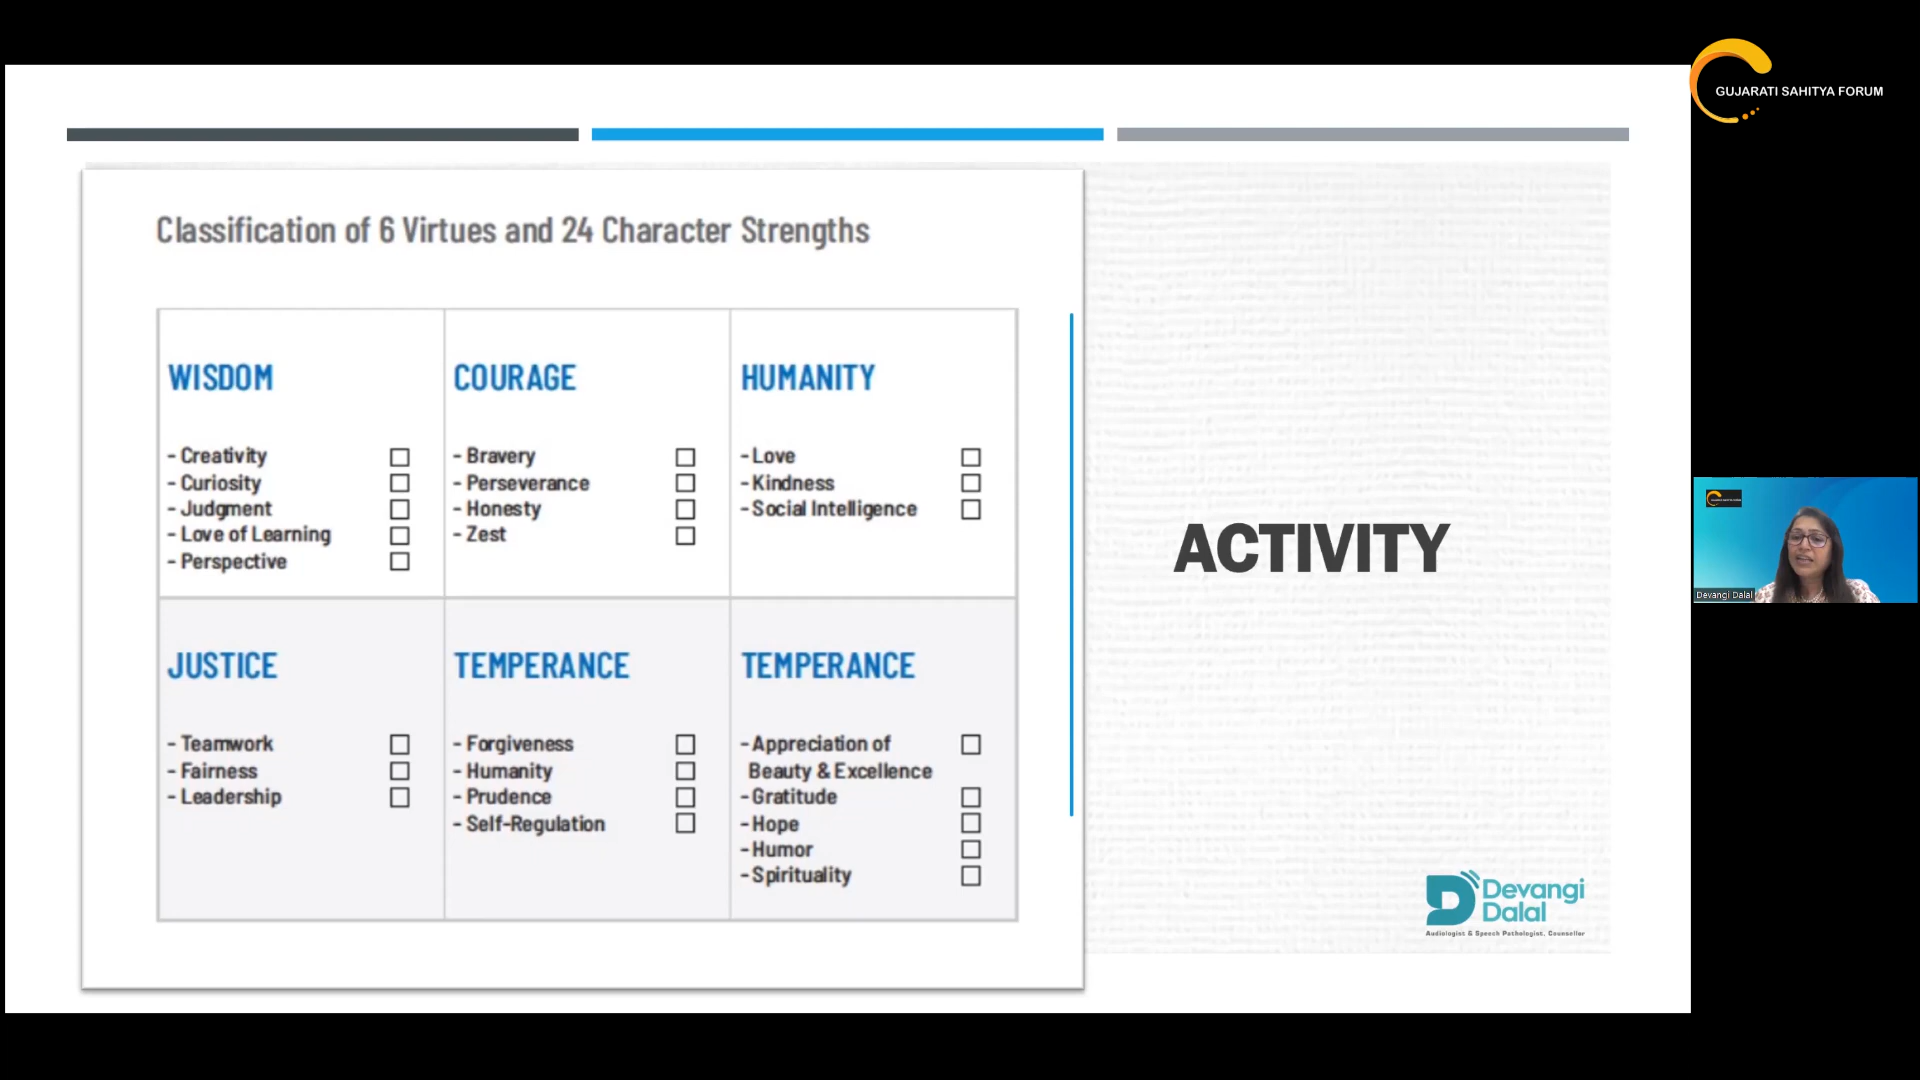 GUJARATI SAHITYA FORUM
Classification of 6 Virtues and 24 Character Strengths
WISDOM
- Creativity
- Curiosity
- Judgment
- Love of Learning
- Perspective
COURAGE
- Bravery
- Perseverance
- Honesty
- Zest
HUMANITY
- Love
- Kindness
- Social Intelligence
JUSTICE
- Teamwork
- Fairness
- Leadership
TEMPERANCE
- Forgiveness
- Humanity
- Prudence
- Self-Regulation
TEMPERANCE
- Appreciation of
Beauty & Excellence
- Gratitude
- Hope
- Humor
- Spirituality
ACTIVITY
Devangi
Dalal
Audiologist & Speech Pathologist, Counsellor
Devangi Dalal